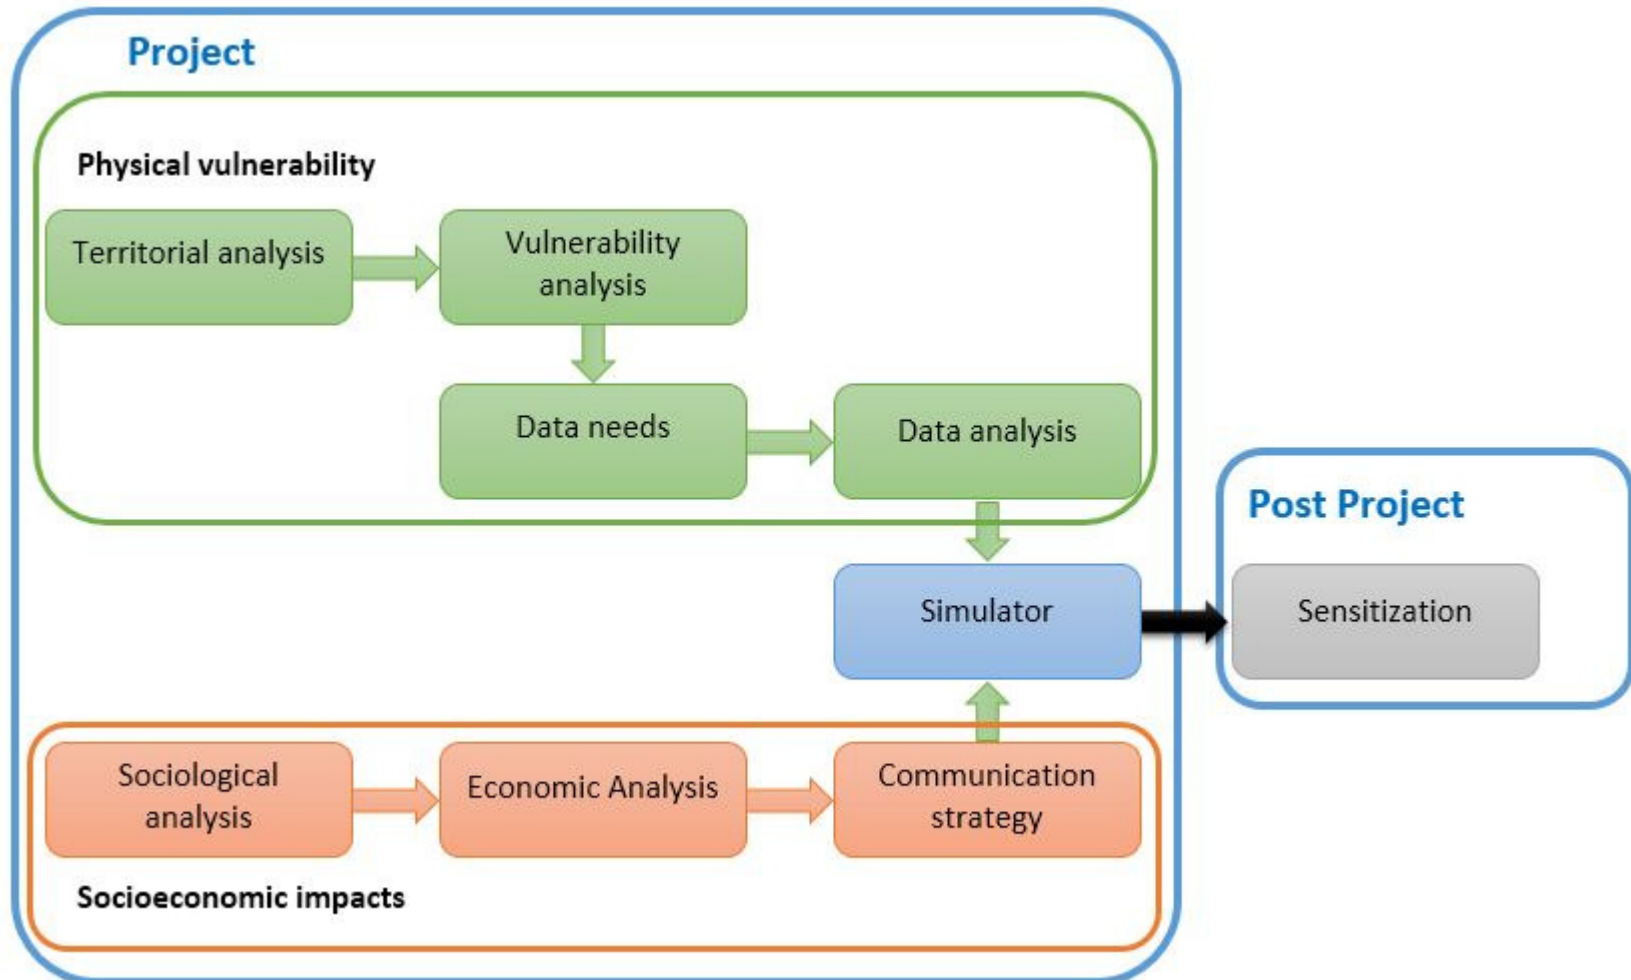 Project
Physical vulnerability
Territorial analysis
Vulnerability
analysis
Data needs
Data analysis
Post Project
Simulator
Sensitization
Sociological
analysis
Economic Analysis
Communication
strategy
Socioeconomic impacts